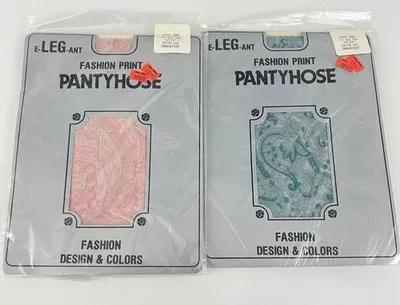 E-LEG-ANT
FASHION PRINT
PANTYHOSE
FASHION
DESIGN & COLORS
E-LEG-ANT
FASHION PRINT
PANTYHOSE
FASHION
DESIGN & COLORS